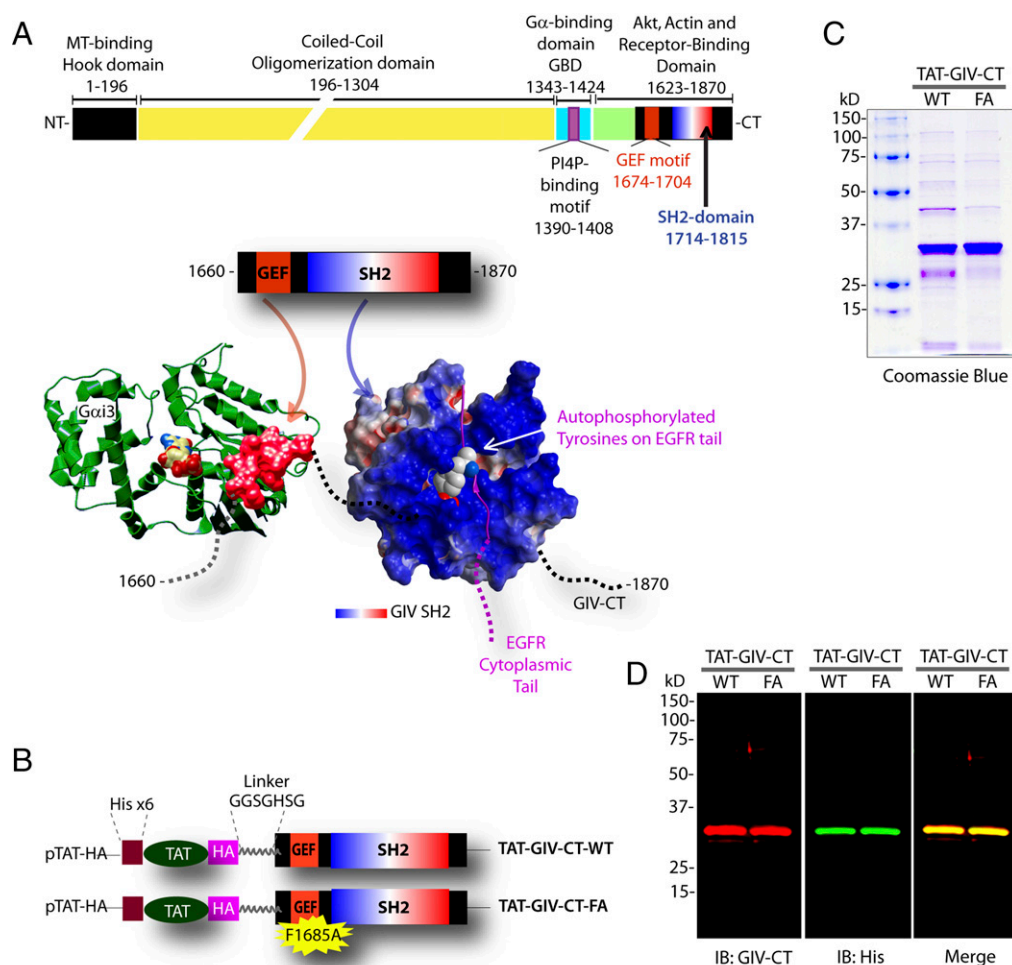 A
MT-binding
Hook domain
1-196
Coiled-Coil
Oligomerization domain
196-1304
Gα-binding
domain
GBD
1343-1424
Akt, Actin and
Receptor-Binding
Domain
1623-1870
NT-
-CT
PI4P-
binding
motif
1390-1408
GEF motif
1674-1704
SH2-domain
1714-1815
1660 -
GEF
SH2
-1870
Gαi3
Autophosphorylated
Tyrosines on EGFR tail
1660-
-1870
GIV-CT
GIV SH2
EGFR
Cytoplasmic
Tail
B
His x6
Linker
GGSGHSG
pTAT-HA
TAT
HA
GEF
SH2
TAT-GIV-CT-WT
pTAT-HA
TAT
HA
GEF
SH2
TAT-GIV-CT-FA
F1685A
C
TAT-GIV-CT
kD
WT FA
150-
100-
75-
50-
37-
25-
15-
Coomassie Blue
D
TAT-GIV-CT TAT-GIV-CT TAT-GIV-CT
kD WT FA WT FA WT FA
150-
100-
75-
50-
37-
25-
15-
IB: GIV-CT IB: His Merge